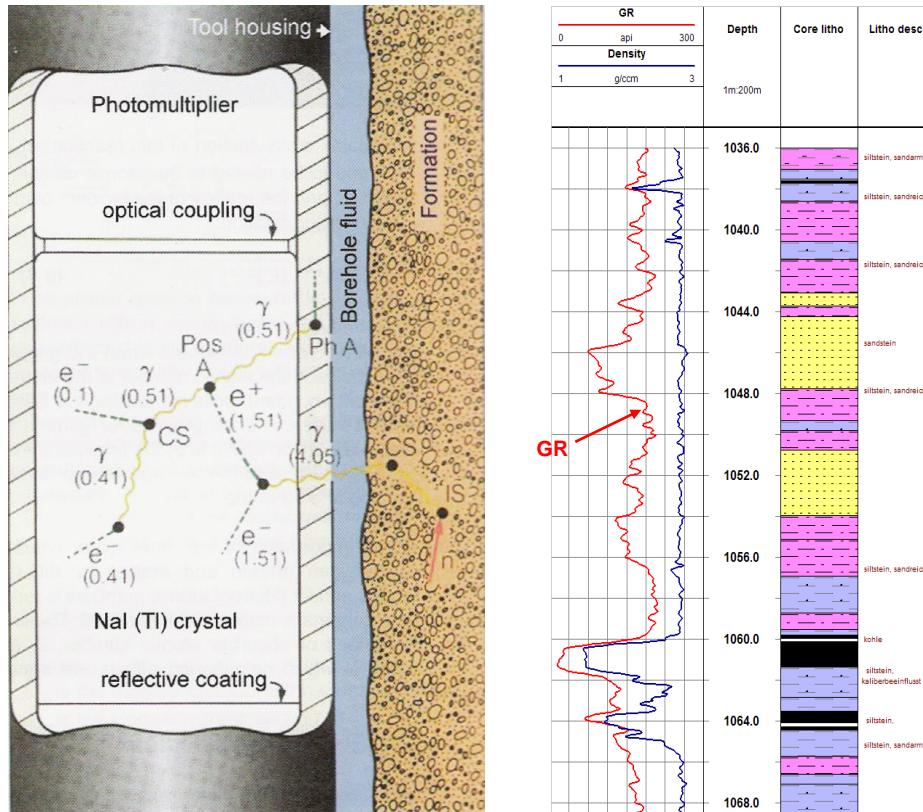 Tool housing
Photomultiplier
optical coupling
Borehole fluid
Formation
γ
(0.51)
Ph A
Pos
A
γ
(0.51)
e⁻
(0.1)
CS
e⁺
(1.51)
γ
(4.05)
CS
IS
n
γ
(0.41)
e⁻
(0.41)
e⁻
(1.51)
NaI (Tl) crystal
reflective coating
GR
0 api 300
Density
1 g/ccm 3
Depth
1m:200m
Core litho
Litho desc
1036.0
siltstein, sandarm
siltstein, sandreic
1040.0
siltstein, sandreic
1044.0
sandstein
1048.0
siltstein, sandreic
GR
1052.0
1056.0
siltstein, sandreic
1060.0
kohle
siltstein,
kaliberbeeinflusst
1064.0
siltstein,
siltstein, sandarm
1068.0